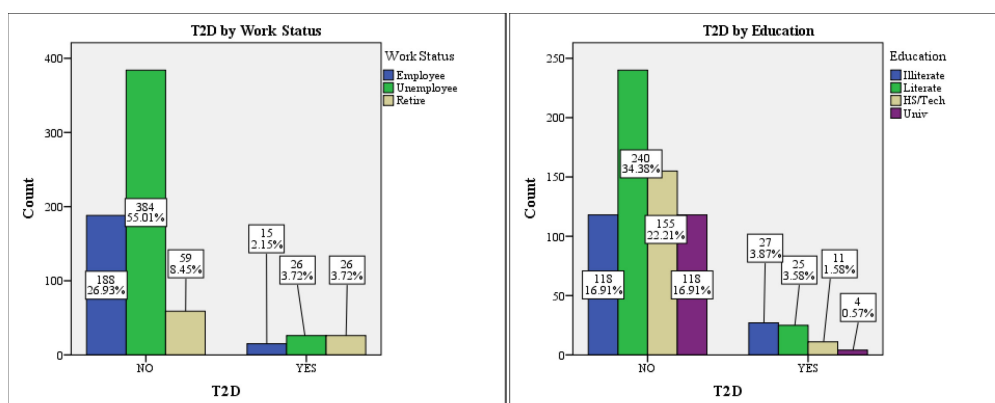 T2D by Work Status
Work Status
Employee
Unemployee
Retire
400
300
200
100
0
Count
384
55.01%
188
26.93%
59
8.45%
15
2.15%
26
3.72%
26
3.72%
NO
YES
T2D
T2D by Education
Education
Illiterate
Literate
HS/Tech
Univ
250
200
150
100
50
0
Count
118
16.91%
240
34.38%
155
22.21%
118
16.91%
27
3.87%
25
3.58%
11
1.58%
4
0.57%
NO
YES
T2D